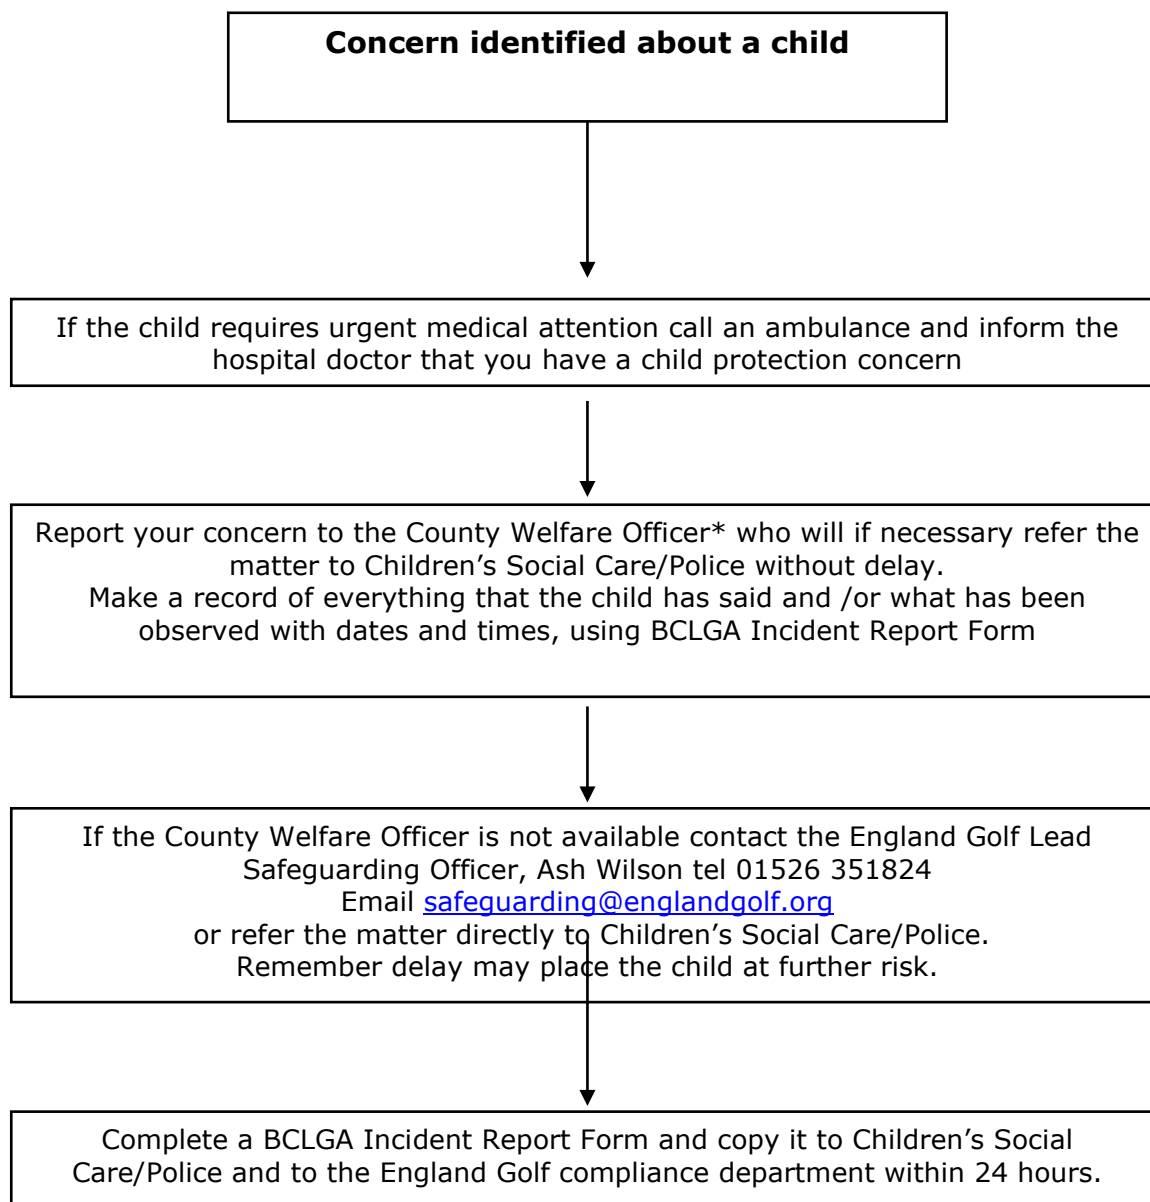 Concern identified about a child
If the child requires urgent medical attention call an ambulance and inform the
hospital doctor that you have a child protection concern
Report your concern to the County Welfare Officer* who will if necessary refer the
matter to Children’s Social Care/Police without delay.
Make a record of everything that the child has said and /or what has been
observed with dates and times, using BCLGA Incident Report Form
If the County Welfare Officer is not available contact the England Golf Lead
Safeguarding Officer, Ash Wilson tel 01526 351824
Email safeguarding@englandgolf.org
or refer the matter directly to Children’s Social Care/Police.
Remember delay may place the child at further risk.
Complete a BCLGA Incident Report Form and copy it to Children’s Social
Care/Police and to the England Golf compliance department within 24 hours.